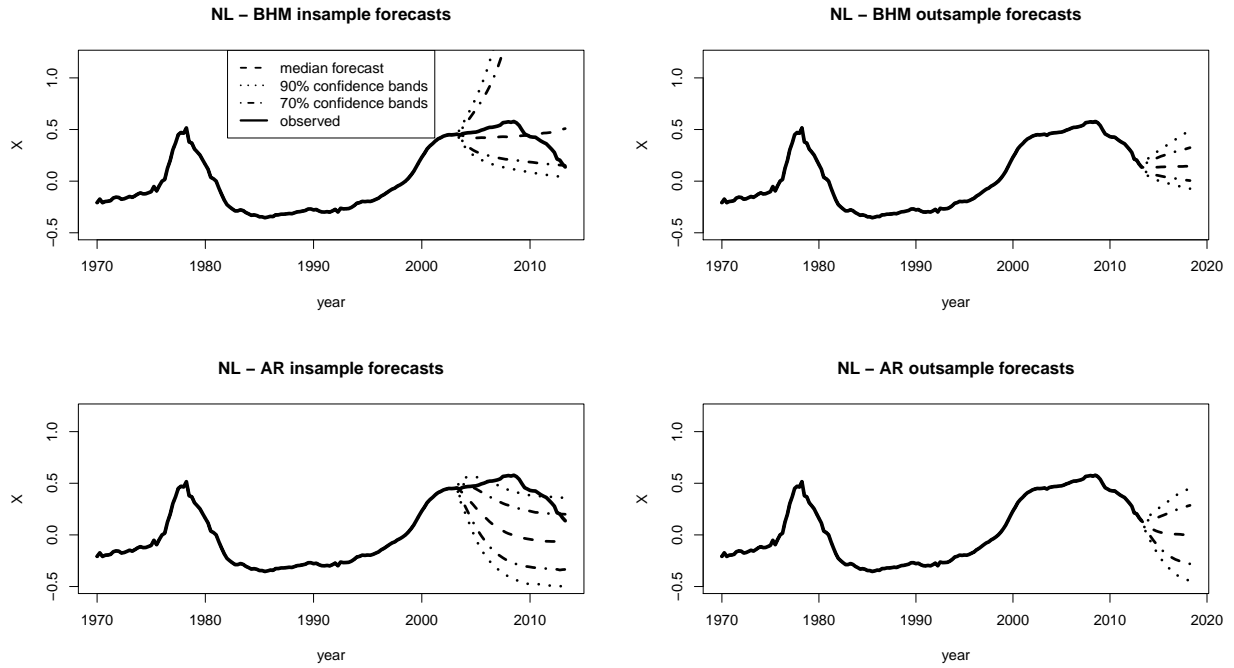 NL − BHM insample forecasts
X
1.0
0.5
0.0
−0.5
median forecast
90% confidence bands
70% confidence bands
observed
1970 1980 1990 2000 2010
year
NL − BHM outsample forecasts
X
1.0
0.5
0.0
−0.5
1970 1980 1990 2000 2010 2020
year
NL − AR insample forecasts
X
1.0
0.5
0.0
−0.5
1970 1980 1990 2000 2010
year
NL − AR outsample forecasts
X
1.0
0.5
0.0
−0.5
1970 1980 1990 2000 2010 2020
year